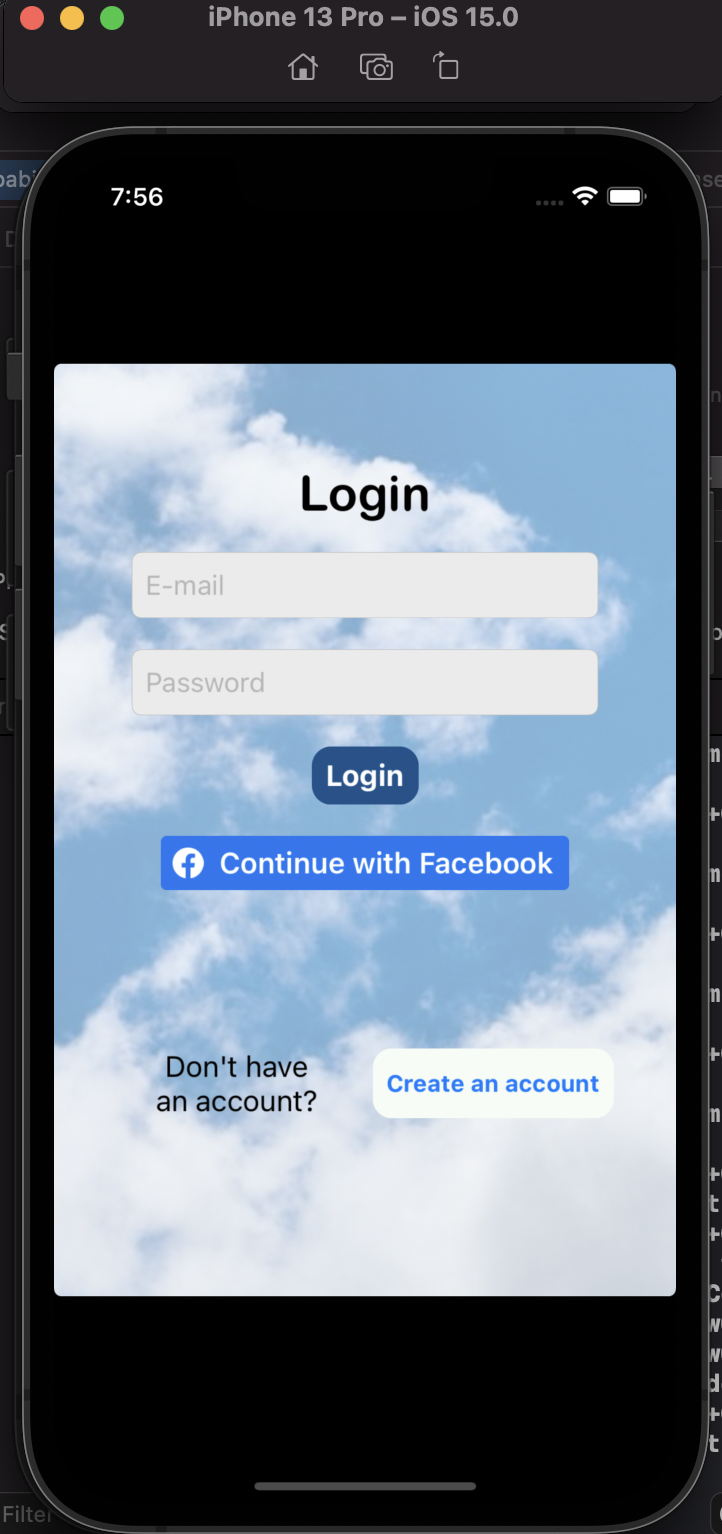 iPhone 13 Pro – iOS 15.0
7:56
Login
E-mail
Password
Login
Continue with Facebook
Don't have
an account?
Create an account
Filter